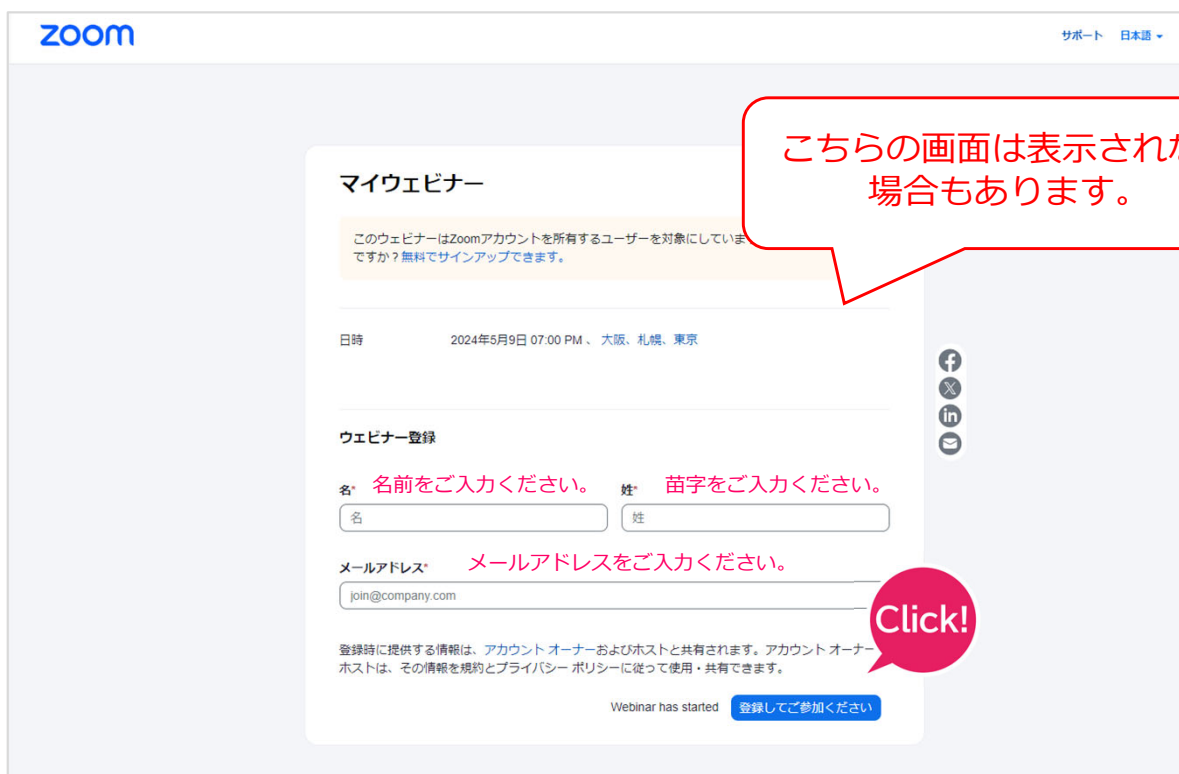 zoom
サポート 日本語
こちらの画面は表示され
場合もあります。
マイウェビナー
このウェビナーはZoomアカウントを所有するユーザーを対象にしていま
ですか?無料でサインアップできます。
日時 2024年5月9日 07:00 PM 、 大阪、札幌、東京
ウェビナー登録
名* 名前をご入力ください。 姓* 苗字をご入力ください。
名 姓
メールアドレス* メールアドレスをご入力ください。
join@company.com
Click!
登録時に提供する情報は、アカウント オーナーおよびホストと共有されます。アカウント オーナー
ホストは、その情報を規約とプライバシー ポリシーに従って使用・共有できます。
Webinar has started 登録してご参加ください